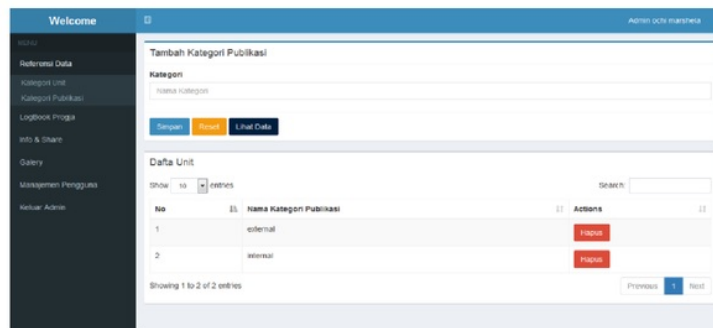 Welcome
Admin ochi marshela
MENU
Referensi Data
Kategori Unit
Kategori Publikasi
LogBook Progja
Info & Share
Galery
Manajemen Pengguna
Keluar Admin
Tambah Kategori Publikasi
Kategori
Nama Kategori
Simpan Reset Lihat Data
Dafta Unit
Show 10 entries Search:
No Nama Kategori Publikasi Actions
1 external Hapus
2 internal Hapus
Showing 1 to 2 of 2 entries Previous 1 Next